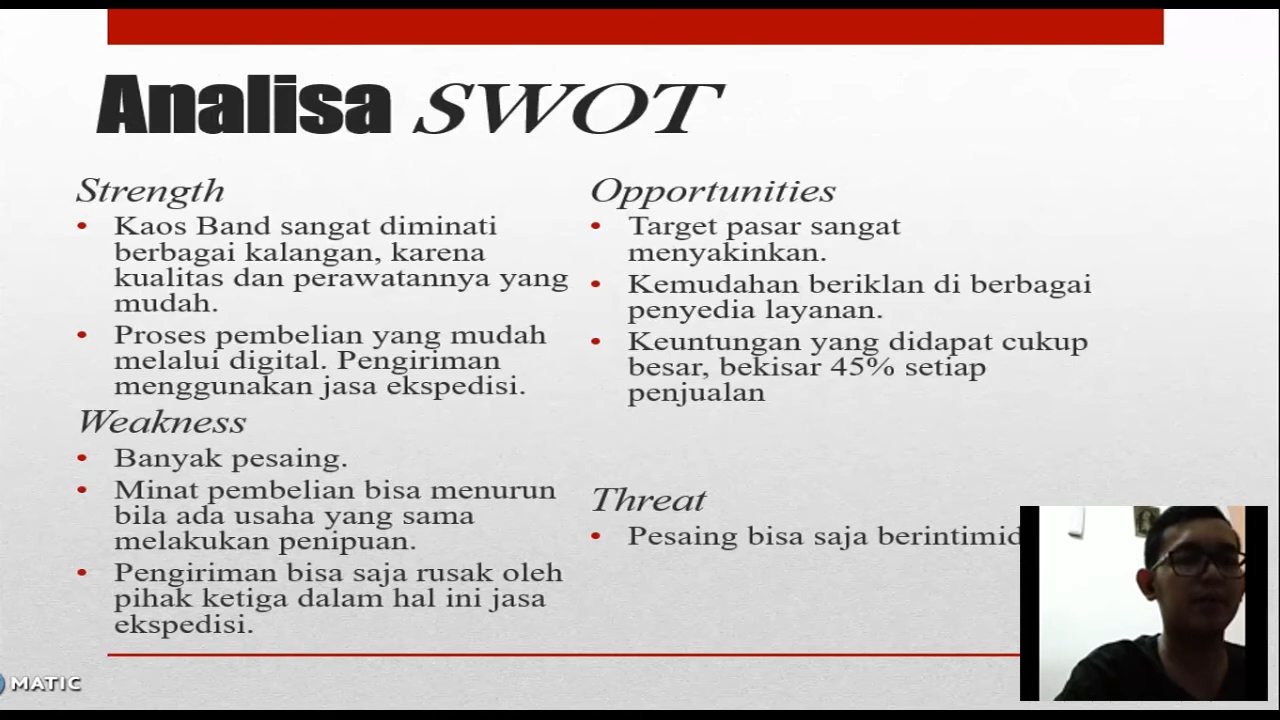 Analisa SWOT
Strength
• Kaos Band sangat diminati
berbagai kalangan, karena
kualitas dan perawatannya yang
mudah.
• Proses pembelian yang mudah
melalui digital. Pengiriman
menggunakan jasa ekspedisi.
Weakness
• Banyak pesaing.
• Minat pembelian bisa menurun
bila ada usaha yang sama
melakukan penipuan.
• Pengiriman bisa saja rusak oleh
pihak ketiga dalam hal ini jasa
ekspedisi.
Opportunities
• Target pasar sangat
menyakinkan.
• Kemudahan beriklan di berbagai
penyedia layanan.
• Keuntungan yang didapat cukup
besar, bekisar 45% setiap
penjualan
Threat
• Pesaing bisa saja
MATIC